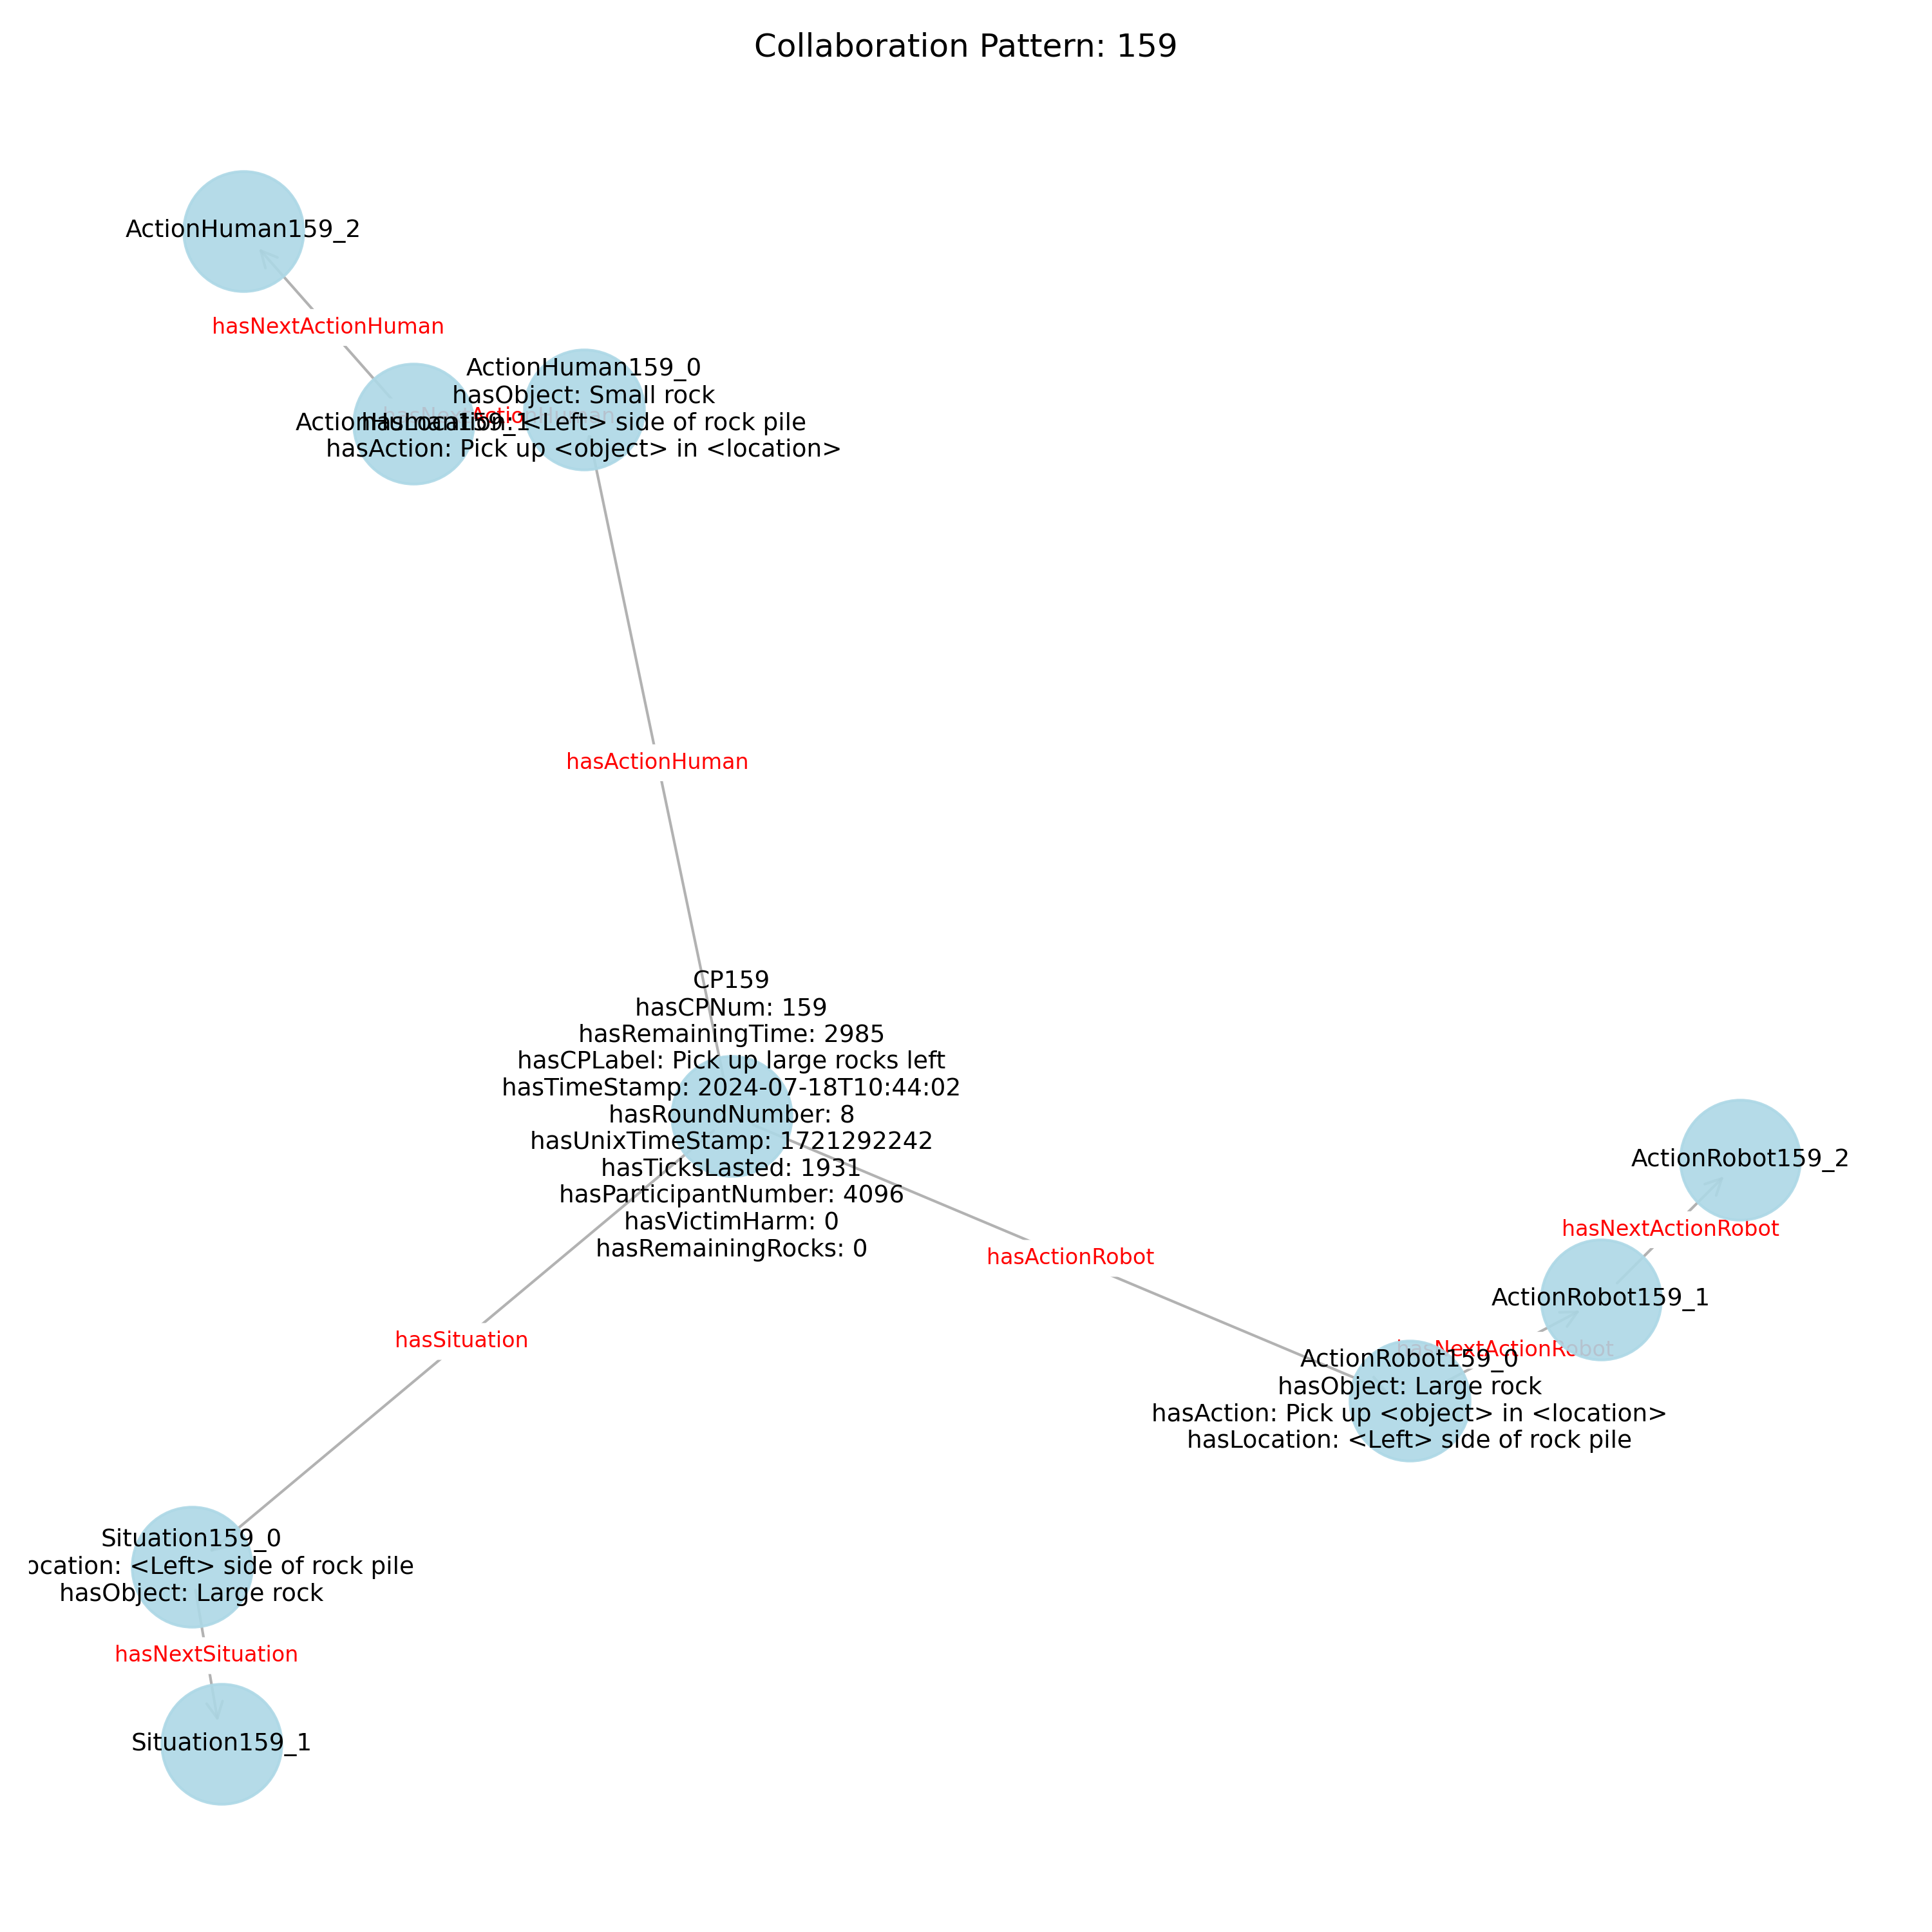 Collaboration Pattern: 159
ActionHuman159_2
hasNextActionHuman
ActionHuman159_0
hasObject: Small rock
hasLocation: <Left> side of rock pile
hasAction: Pick up <object> in <location>
ActionHuman159_1
hasNextActionHuman
hasActionHuman
CP159
hasCPNum: 159
hasRemainingTime: 2985
hasCPLabel: Pick up large rocks left
hasTimeStamp: 2024-07-18T10:44:02
hasRoundNumber: 8
hasUnixTimeStamp: 1721292242
hasTicksLasted: 1931
hasParticipantNumber: 4096
hasVictimHarm: 0
hasRemainingRocks: 0
hasActionRobot
ActionRobot159_2
hasNextActionRobot
ActionRobot159_1
hasNextActionRobot
ActionRobot159_0
hasObject: Large rock
hasAction: Pick up <object> in <location>
hasLocation: <Left> side of rock pile
hasSituation
Situation159_0
ocation: <Left> side of rock pile
hasObject: Large rock
hasNextSituation
Situation159_1